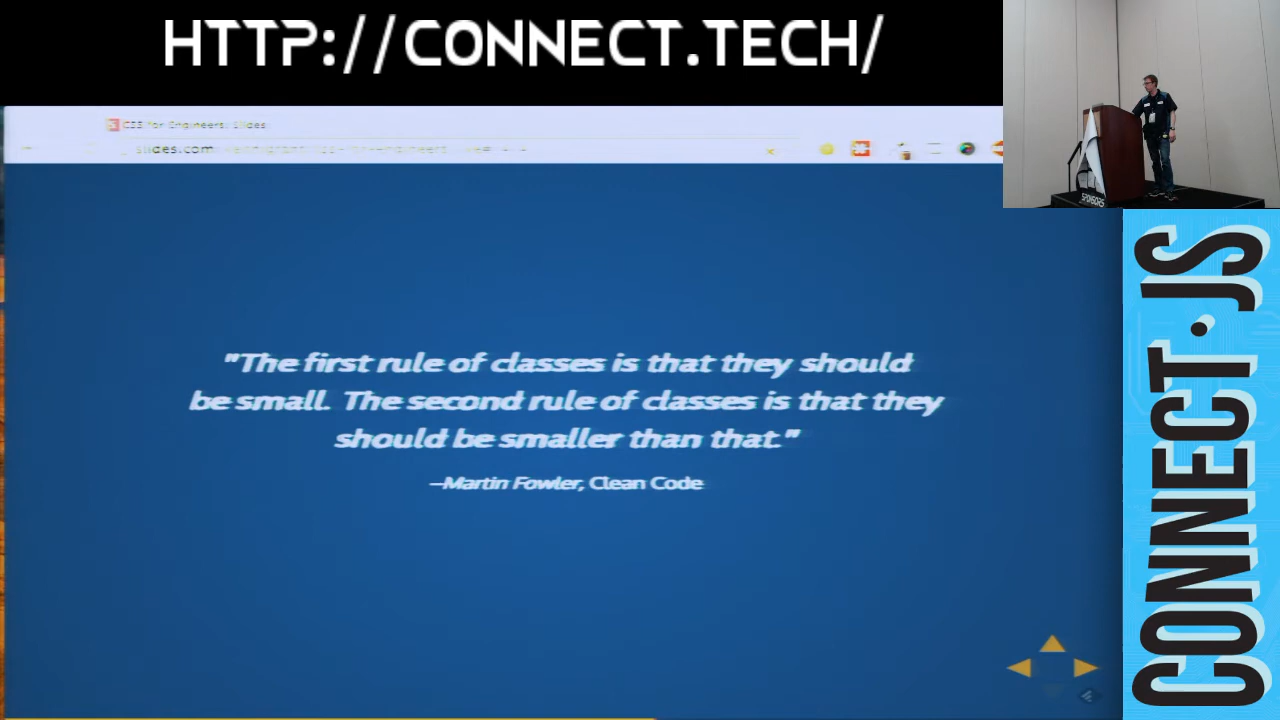 HTTP://CONNECT.TECH/
CSS for Engineers: Slides
slides.com
"The first rule of classes is that they should
be small. The second rule of classes is that they
should be smaller than that."
—Martin Fowler, Clean Code
SPONSORS
CONNECT.JS